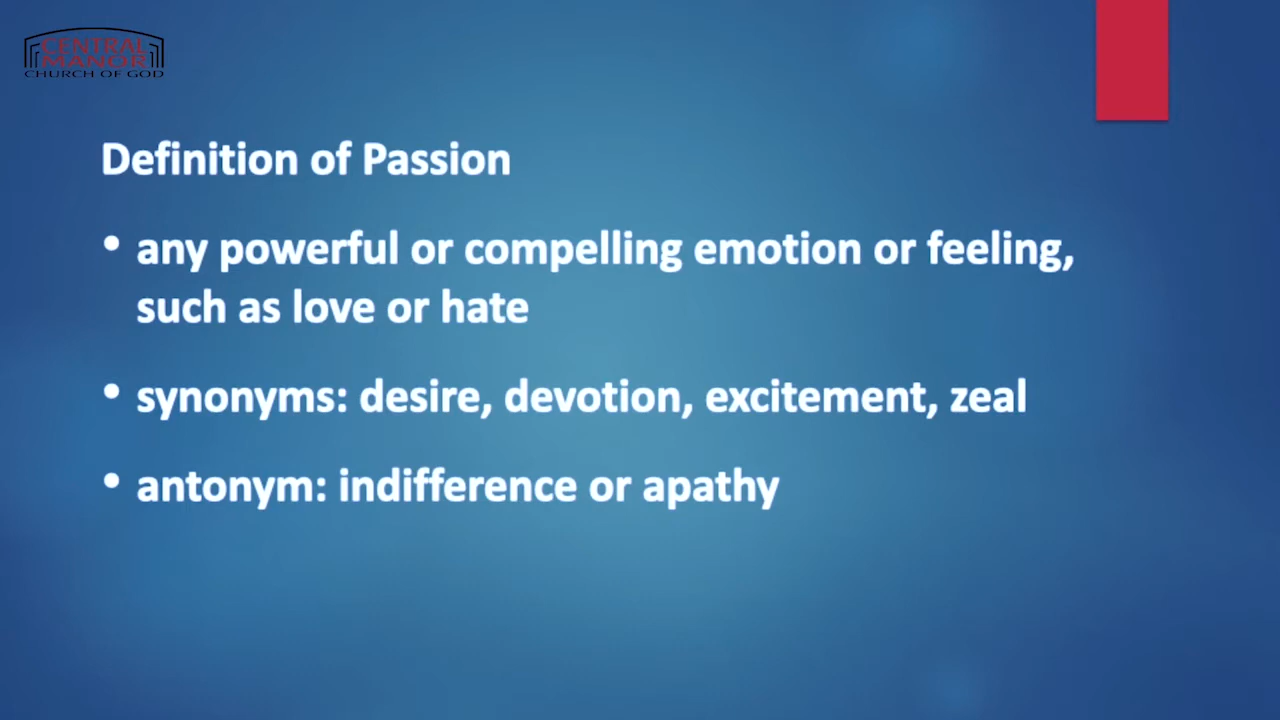 CENTRAL
MANOR
CHURCH OF GOD
Definition of Passion
• any powerful or compelling emotion or feeling,
such as love or hate
• synonyms: desire, devotion, excitement, zeal
• antonym: indifference or apathy